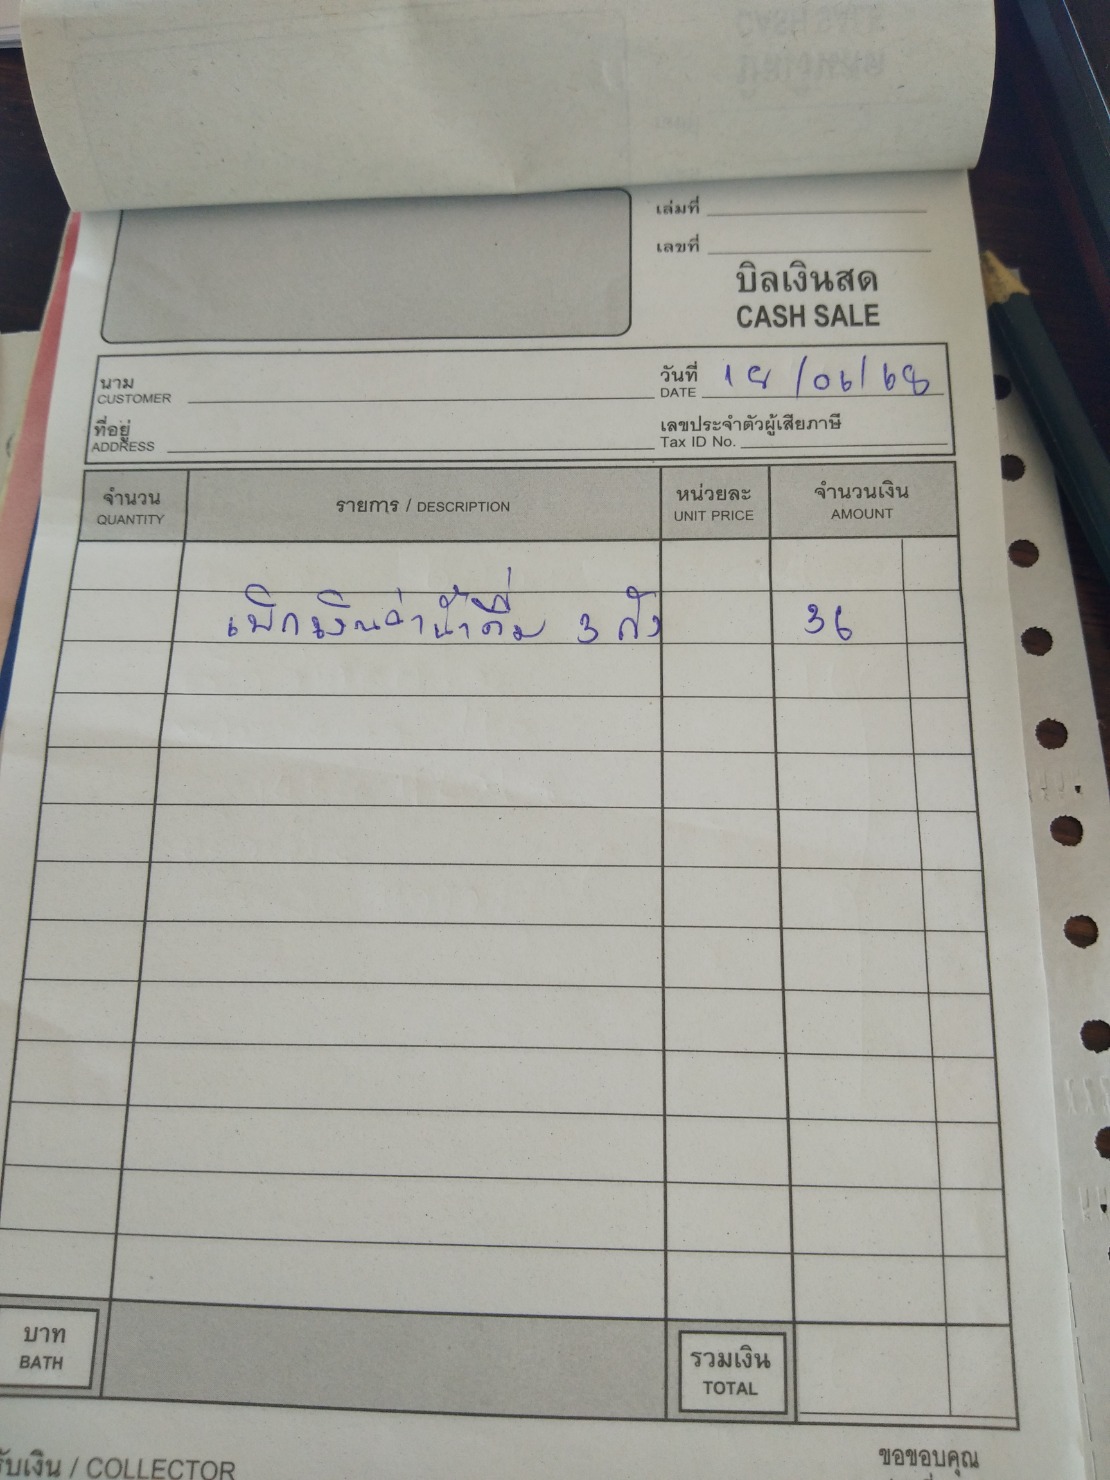 เล่มที่
เลขที่
บิลเงินสด
CASH SALE
นาม
CUSTOMER
วันที่ 18/06/68
DATE
ที่อยู่
ADDRESS
เลขประจำตัวผู้เสียภาษี
Tax ID No.
จำนวน
QUANTITY
รายการ / DESCRIPTION
หน่วยละ
UNIT PRICE
จำนวนเงิน
AMOUNT
เบิกเงินค่าน้ำดื่ม 3 ถัง 36
บาท
BATH
รวมเงิน
TOTAL
รับเงิน / COLLECTOR
ขอขอบคุณ